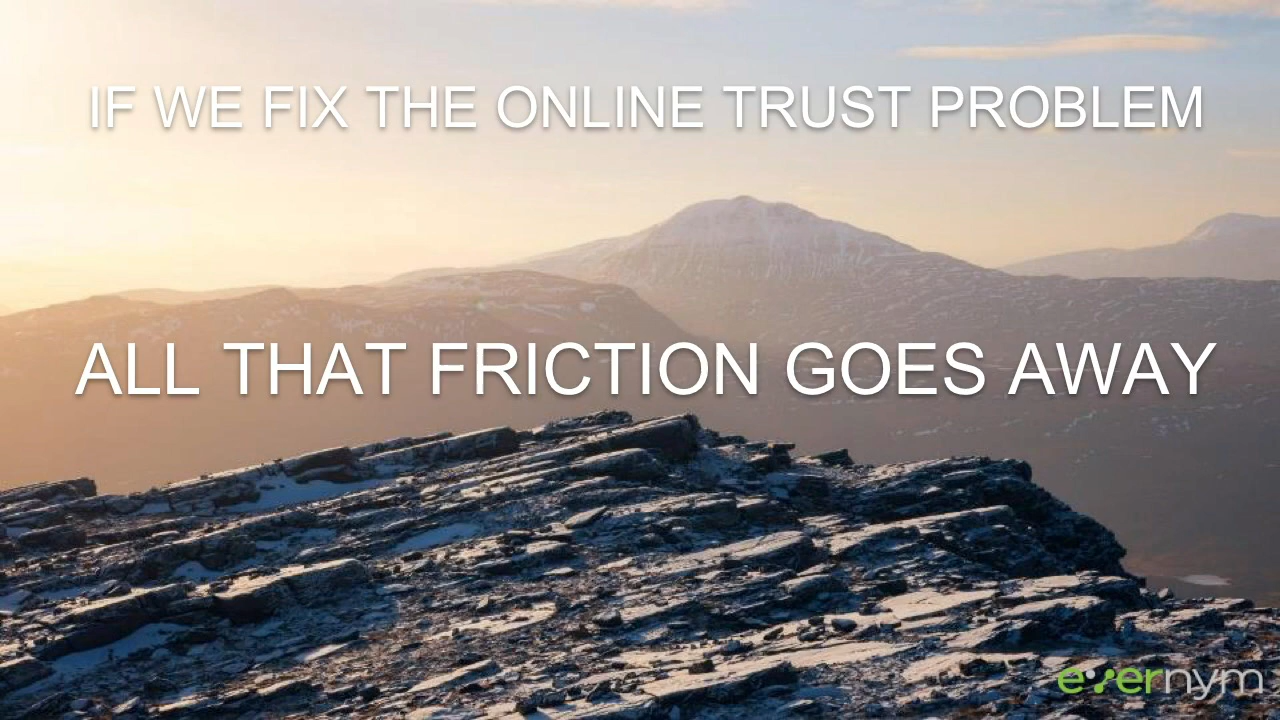 IF WE FIX THE ONLINE TRUST PROBLEM
ALL THAT FRICTION GOES AWAY
evernym